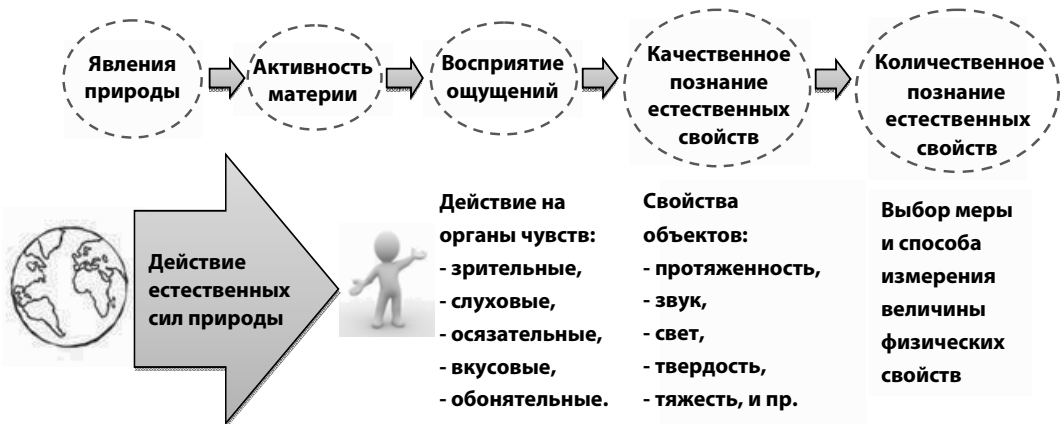 Явления
природы
Активность
материи
Восприятие
ощущений
Качественное
познание
естественных
свойств
Количественное
познание
естественных
свойств
Действие
естественных
сил природы
Действие на
органы чувств:
- зрительные,
- слуховые,
- осязательные,
- вкусовые,
- обонятельные.
Свойства
объектов:
- протяженность,
- звук,
- свет,
- твердость,
- тяжесть, и пр.
Выбор меры
и способа
измерения
величины
физических
свойств